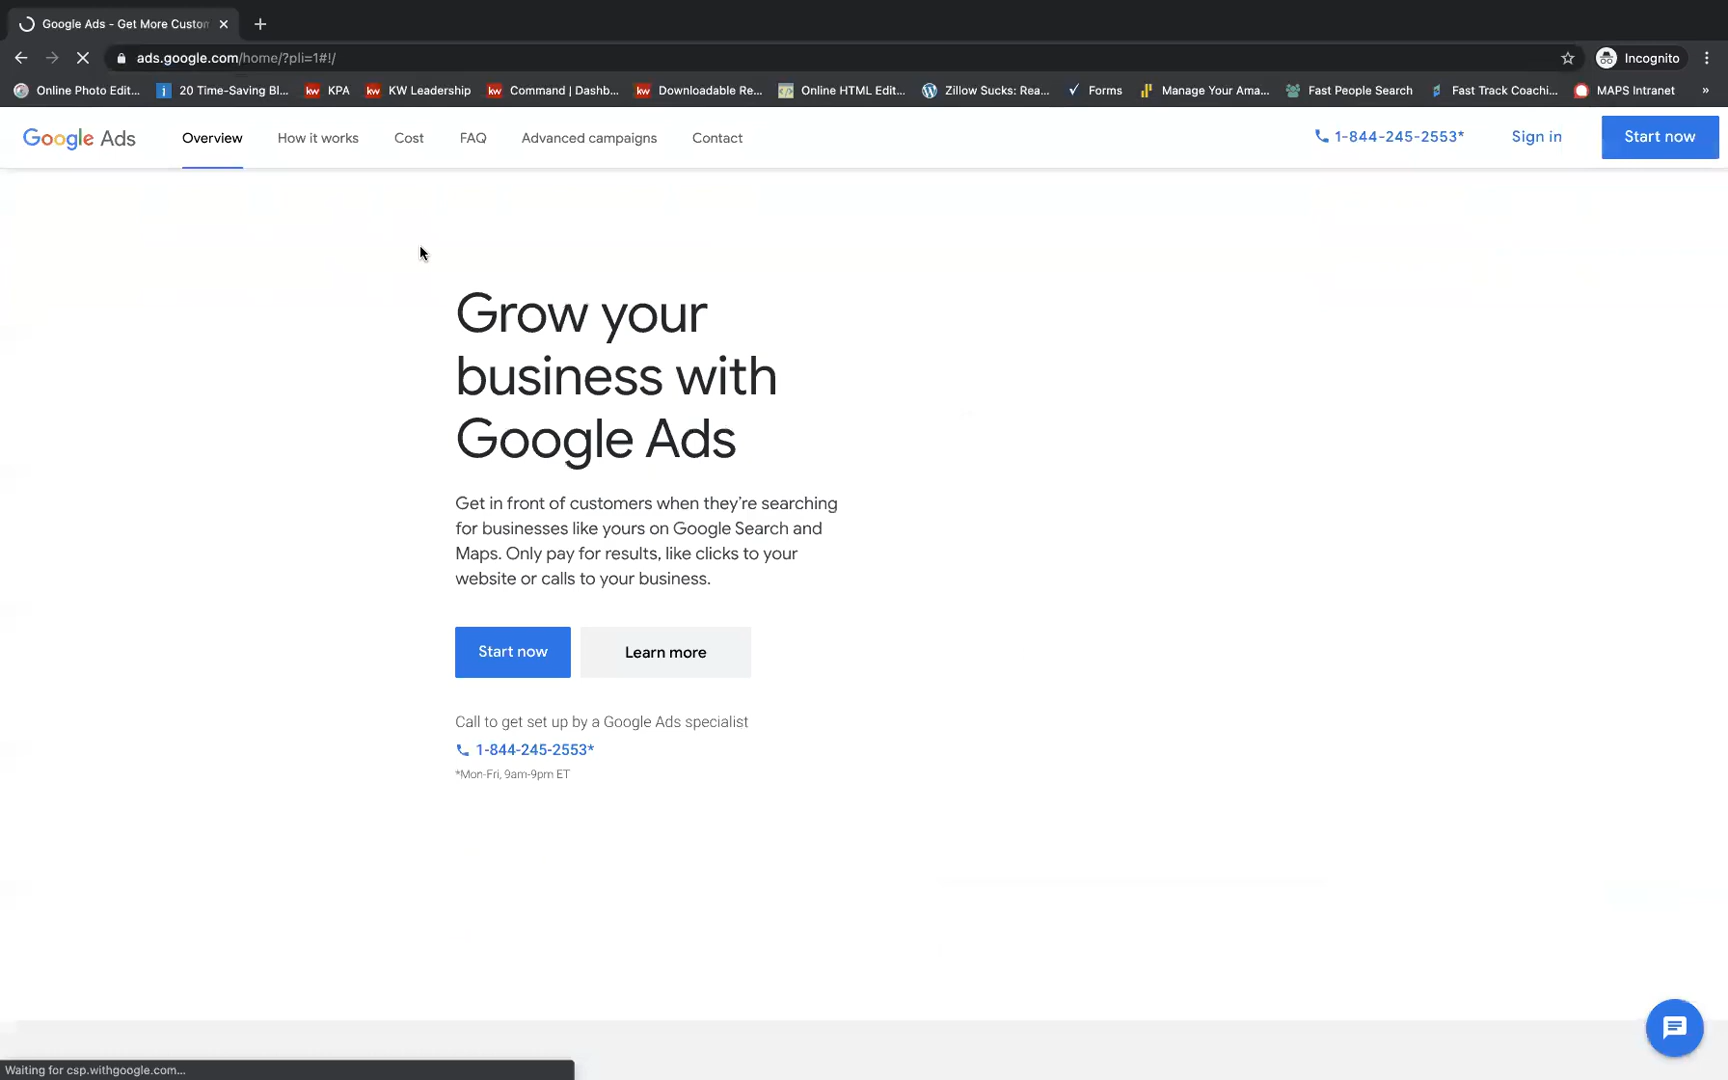 Google Ads - Get More Custom
ads.google.com/home/?pli=1#!/
Incognito
Online Photo Edit...
20 Time-Saving Bl...
KPA
KW Leadership
Command | Dashb...
Downloadable Re...
Online HTML Edit...
Zillow Sucks: Rea...
Forms
Manage Your Ama...
Fast People Search
Fast Track Coachi...
MAPS Intranet
»
Google Ads
Overview
How it works
Cost
FAQ
Advanced campaigns
Contact
1-844-245-2553*
Sign in
Start now
Grow your
business with
Google Ads
Get in front of customers when they're searching
for businesses like yours on Google Search and
Maps. Only pay for results, like clicks to your
website or calls to your business.
Start now
Learn more
Call to get set up by a Google Ads specialist
1-844-245-2553*
*Mon-Fri, 9am-9pm ET
Waiting for csp.withgoogle.com...